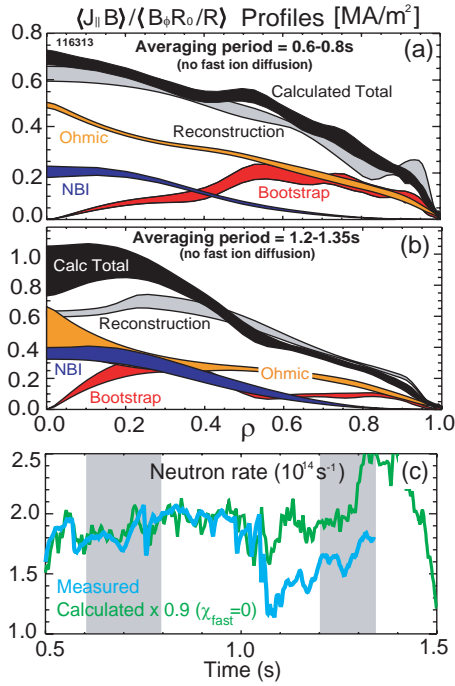 ⟨J∥ B⟩/⟨BϕR₀/R⟩ Profiles [MA/m²]
116313
Averaging period = 0.6-0.8s
(a)
(no fast ion diffusion)
0.8
Calculated Total
0.6
Reconstruction
Ohmic
0.4
NBI
0.2
Bootstrap
0.0
Averaging period = 1.2-1.35s
(b)
(no fast ion diffusion)
1.0
Calc Total
0.8
0.6
Reconstruction
0.4
NBI
Ohmic
0.2
Bootstrap
0.0
0.0 0.2 0.4 0.6 0.8 1.0
ρ
2.5
Neutron rate (10¹⁴s⁻¹)
(c)
2.0
1.5
Measured
Calculated x 0.9 (χfast=0)
1.0
0.5 1.0 1.5
Time (s)